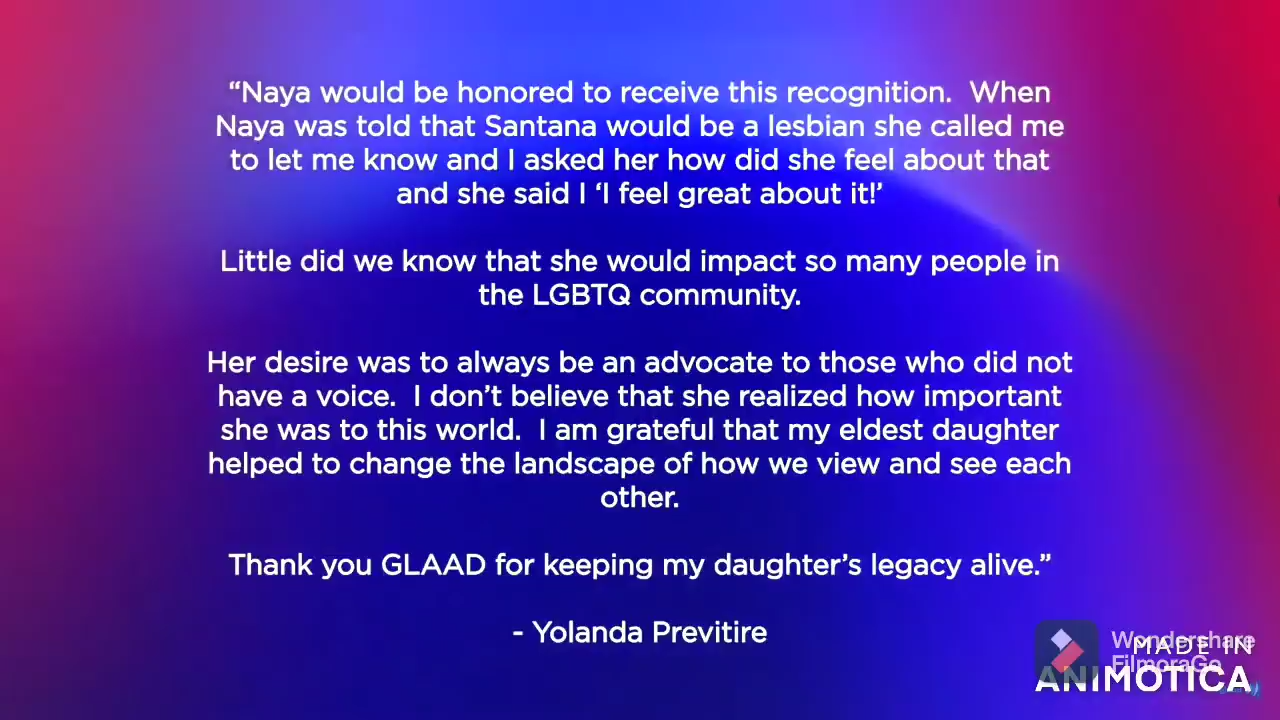 “Naya would be honored to receive this recognition.  When
Naya was told that Santana would be a lesbian she called me
to let me know and I asked her how did she feel about that
and she said I ‘I feel great about it!’
Little did we know that she would impact so many people in
the LGBTQ community.
Her desire was to always be an advocate to those who did not
have a voice.  I don’t believe that she realized how important
she was to this world.  I am grateful that my eldest daughter
helped to change the landscape of how we view and see each
other.
Thank you GLAAD for keeping my daughter’s legacy alive.”
- Yolanda Previtire
Wondershare
FilmoraGo
MADE IN
ANIMOTICA